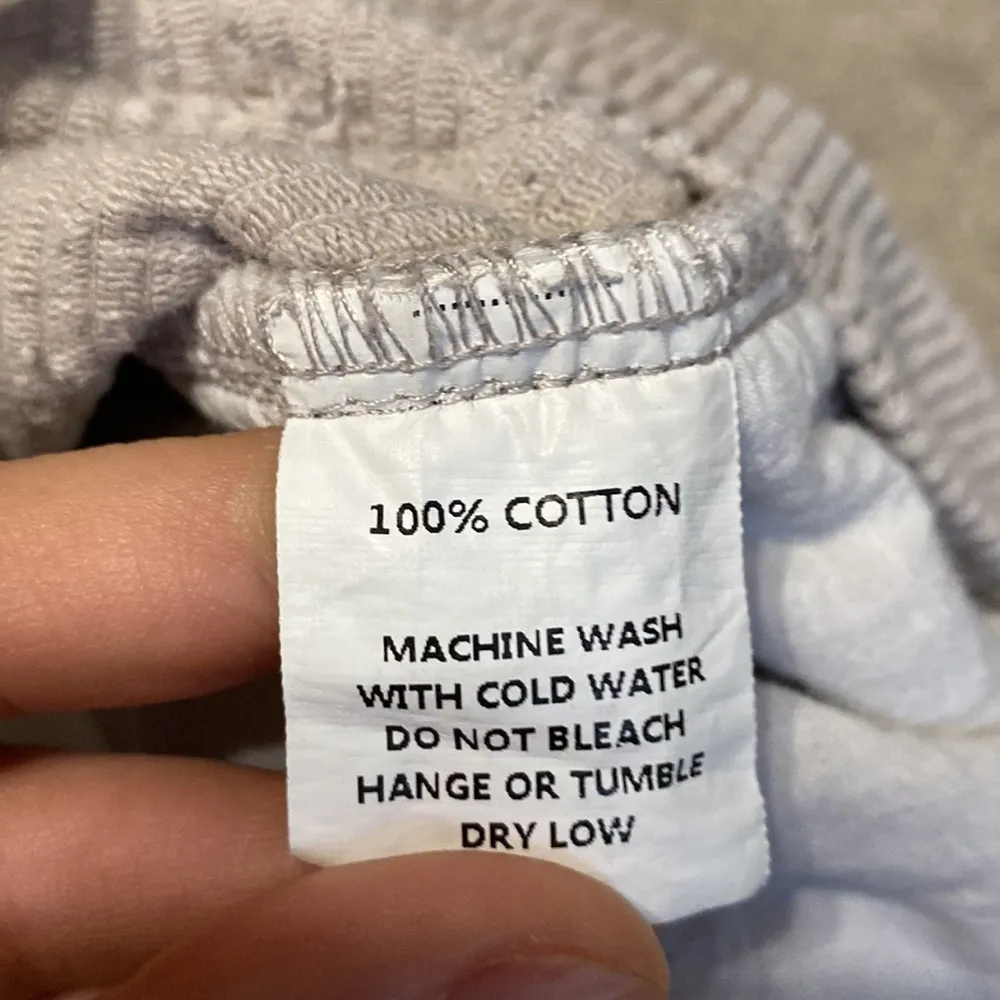 100% COTTON
MACHINE WASH
WITH COLD WATER
DO NOT BLEACH
HANGE OR TUMBLE
DRY LOW